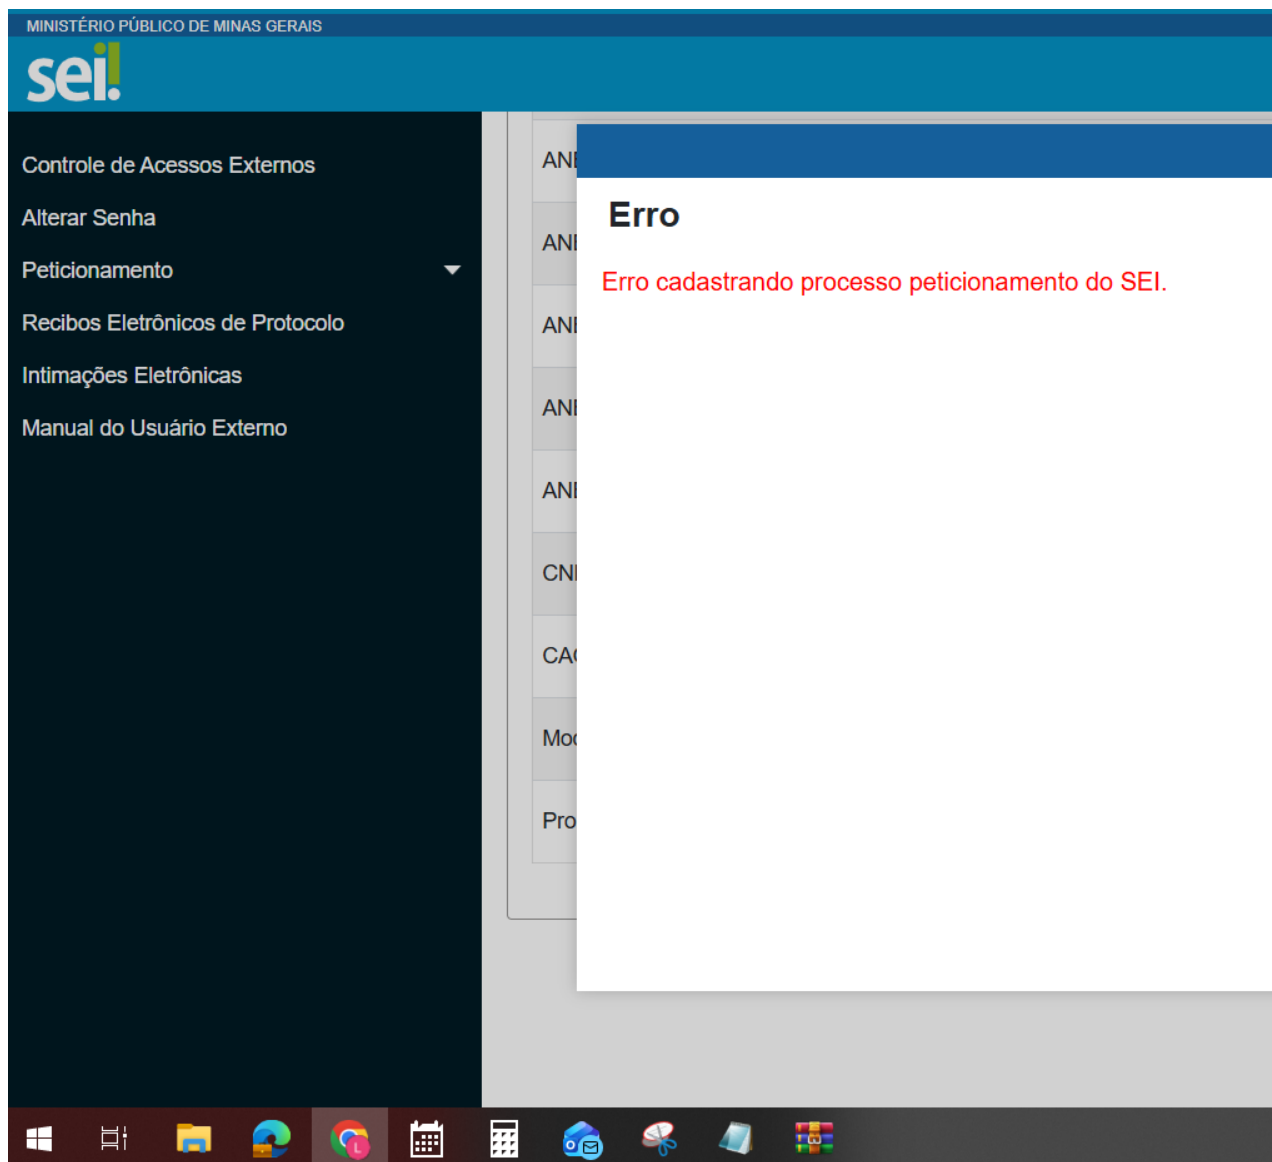 MINISTÉRIO PÚBLICO DE MINAS GERAIS
sei!
Controle de Acessos Externos
Alterar Senha
Peticionamento
Recibos Eletrônicos de Protocolo
Intimações Eletrônicas
Manual do Usuário Externo
Erro
Erro cadastrando processo peticionamento do SEI.
Pro